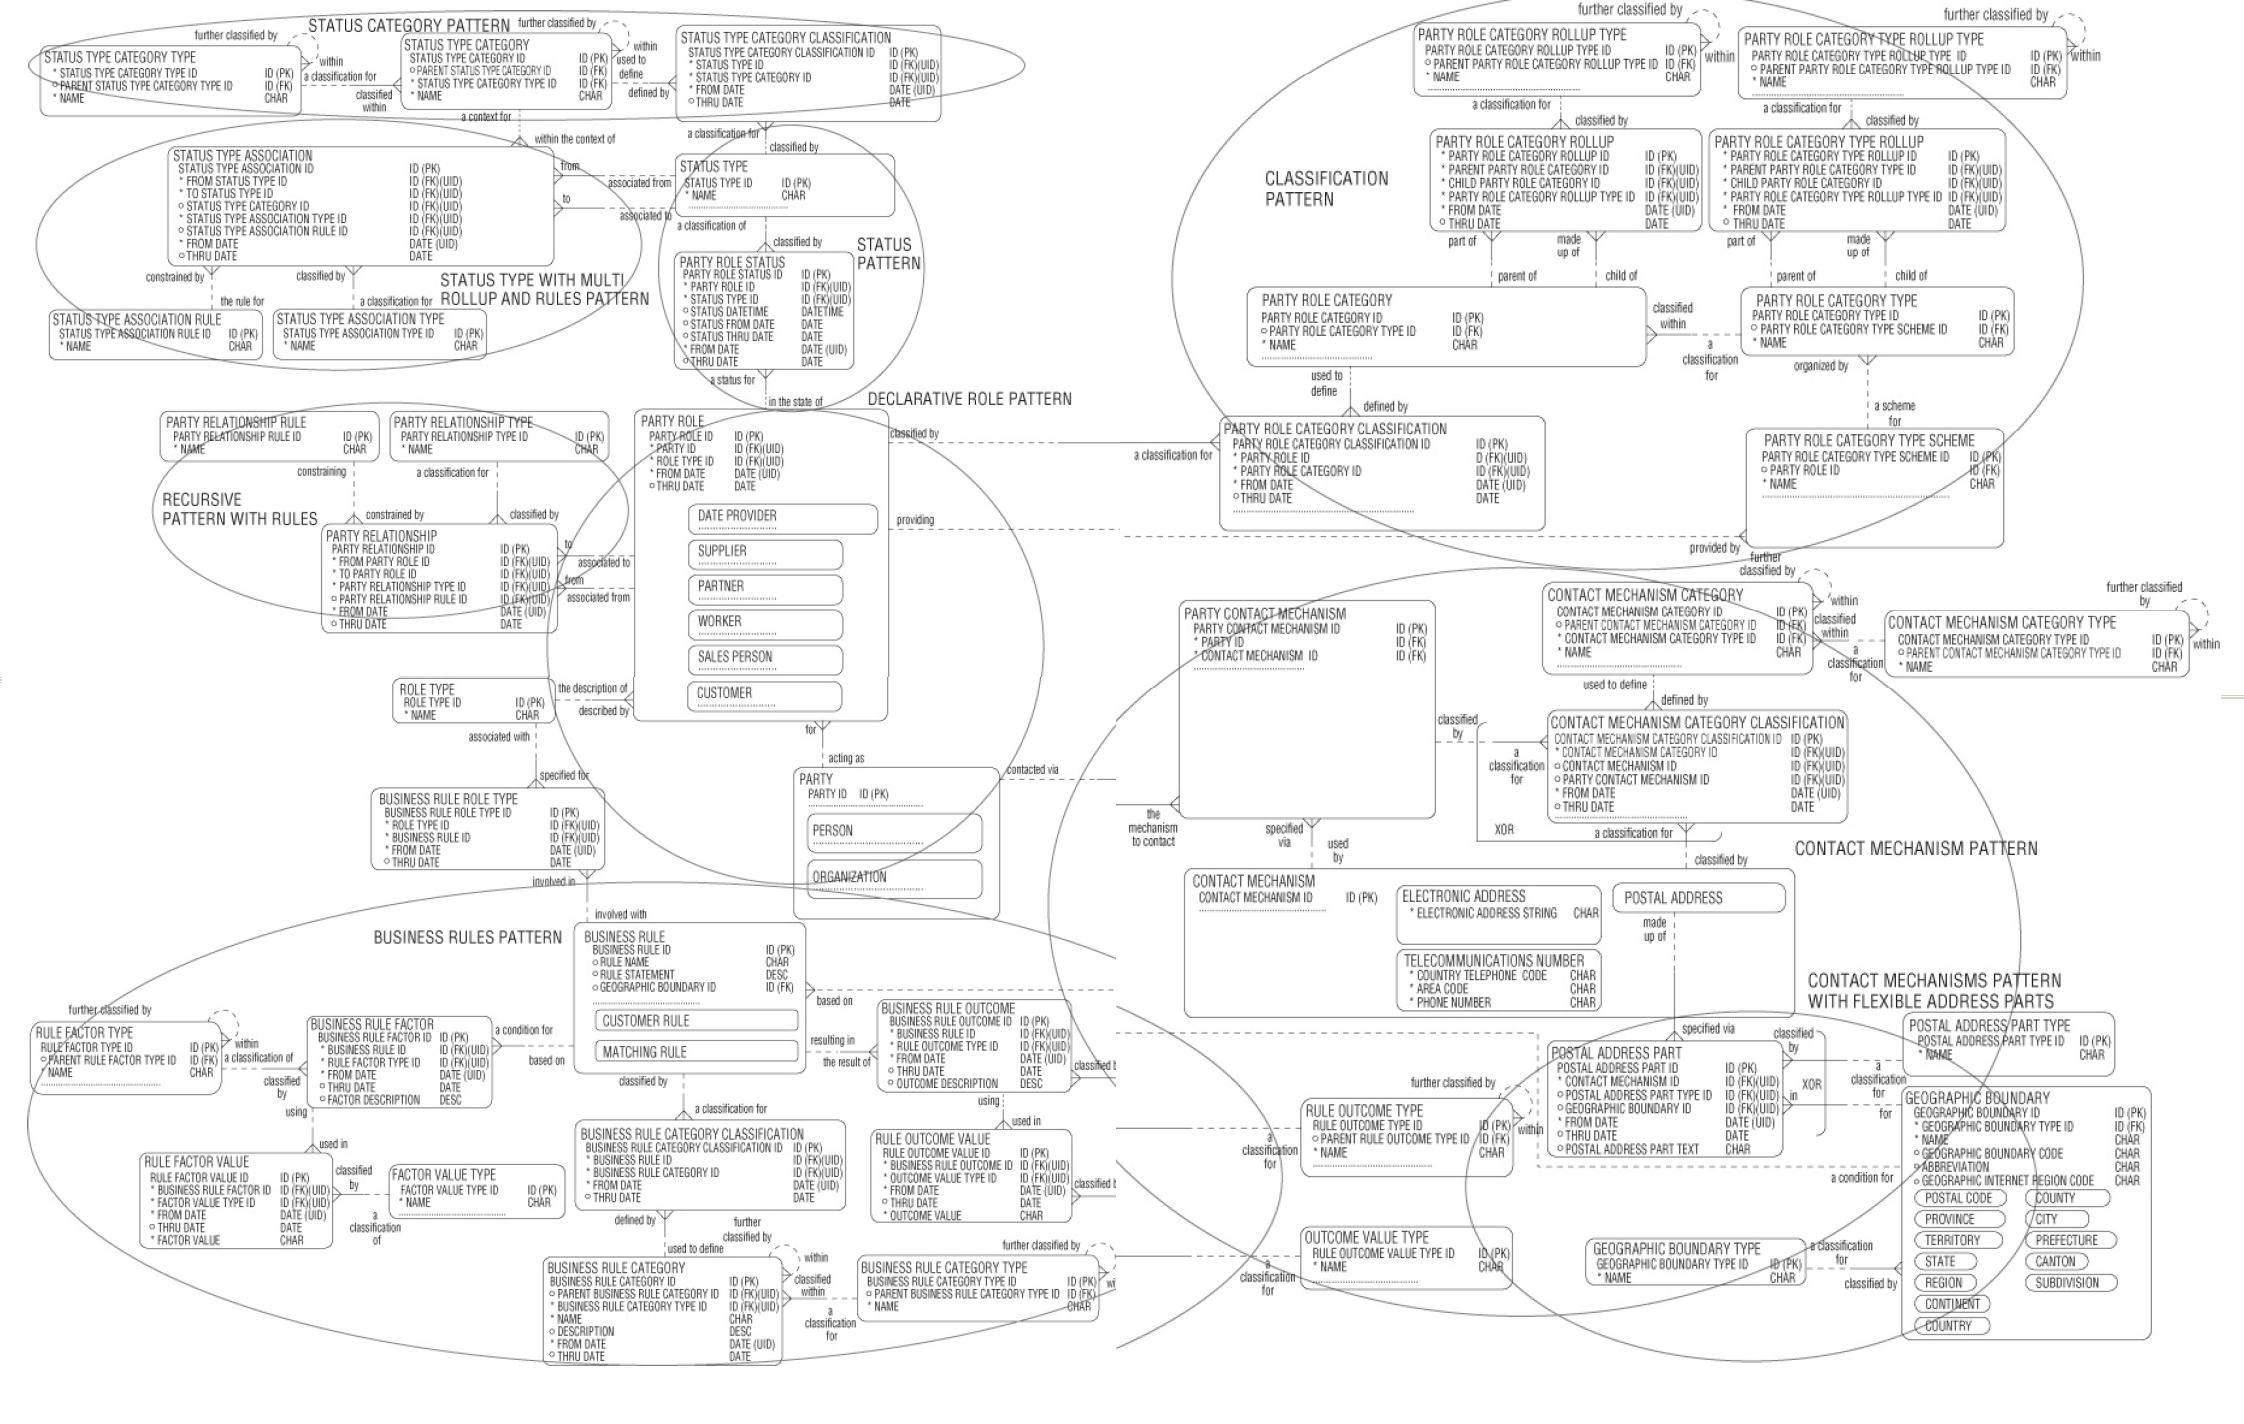 STATUS CATEGORY PATTERN
further classified by
within
STATUS TYPE CATEGORY TYPE
* STATUS TYPE CATEGORY TYPE ID ID (PK)
○ PARENT STATUS TYPE CATEGORY TYPE ID ID (FK)
* NAME CHAR
a classification for
classified within
further classified by
within
STATUS TYPE CATEGORY
STATUS TYPE CATEGORY ID ID (PK)
○ PARENT STATUS TYPE CATEGORY ID ID (FK)
* STATUS TYPE CATEGORY TYPE ID ID (FK)
* NAME CHAR
used to define
defined by
STATUS TYPE CATEGORY CLASSIFICATION
STATUS TYPE CATEGORY CLASSIFICATION ID ID (PK)
* STATUS TYPE ID ID (FK)(UID)
* STATUS TYPE CATEGORY ID ID (FK)(UID)
* FROM DATE DATE (UID)
○ THRU DATE DATE
a context for
within the context of
a classification for
classified by
STATUS TYPE ASSOCIATION
STATUS TYPE ASSOCIATION ID ID (PK)
* FROM STATUS TYPE ID ID (FK)(UID)
* TO STATUS TYPE ID ID (FK)(UID)
○ STATUS TYPE CATEGORY ID ID (FK)(UID)
* STATUS TYPE ASSOCIATION TYPE ID ID (FK)(UID)
○ STATUS TYPE ASSOCIATION RULE ID ID (FK)(UID)
* FROM DATE DATE (UID)
○ THRU DATE DATE
from
associated from
to
associated to
STATUS TYPE
STATUS TYPE ID ID (PK)
* NAME CHAR
a classification of
classified by
STATUS
PATTERN
constrained by
the rule for
classified by
a classification for
STATUS TYPE WITH MULTI
ROLLUP AND RULES PATTERN
STATUS TYPE ASSOCIATION RULE
STATUS TYPE ASSOCIATION RULE ID ID (PK)
* NAME CHAR
STATUS TYPE ASSOCIATION TYPE
STATUS TYPE ASSOCIATION TYPE ID ID (PK)
* NAME CHAR
PARTY ROLE STATUS
PARTY ROLE STATUS ID ID (PK)
* PARTY ROLE ID ID (FK)(UID)
* STATUS TYPE ID ID (FK)(UID)
○ STATUS DATETIME DATETIME
○ STATUS FROM DATE DATE
○ STATUS THRU DATE DATE
* FROM DATE DATE (UID)
○ THRU DATE DATE
a status for
in the state of
DECLARATIVE ROLE PATTERN
PARTY RELATIONSHIP RULE
PARTY RELATIONSHIP RULE ID ID (PK)
* NAME CHAR
PARTY RELATIONSHIP TYPE
PARTY RELATIONSHIP TYPE ID ID (PK)
* NAME CHAR
constraining
a classification for
RECURSIVE
PATTERN WITH RULES
constrained by
classified by
PARTY RELATIONSHIP
PARTY RELATIONSHIP ID ID (PK)
* FROM PARTY ROLE ID ID (FK)(UID)
* TO PARTY ROLE ID ID (FK)(UID)
* PARTY RELATIONSHIP TYPE ID ID (FK)(UID)
○ PARTY RELATIONSHIP RULE ID ID (FK)(UID)
* FROM DATE DATE (UID)
○ THRU DATE DATE
to
associated to
from
associated from
PARTY ROLE
PARTY ROLE ID ID (PK)
* PARTY ID ID (FK)(UID)
* ROLE TYPE ID ID (FK)(UID)
* FROM DATE DATE (UID)
○ THRU DATE DATE
DATE PROVIDER
SUPPLIER
PARTNER
WORKER
SALES PERSON
CUSTOMER
classified by
providing
ROLE TYPE
ROLE TYPE ID ID (PK)
* NAME CHAR
the description of
described by
associated with
specified for
for
acting as
PARTY
PARTY ID ID (PK)
PERSON
ORGANIZATION
contacted via
BUSINESS RULE ROLE TYPE
BUSINESS RULE ROLE TYPE ID ID (PK)
* ROLE TYPE ID ID (FK)(UID)
* BUSINESS RULE ID ID (FK)(UID)
* FROM DATE DATE (UID)
○ THRU DATE DATE
involved in
involved with
BUSINESS RULES PATTERN
BUSINESS RULE
BUSINESS RULE ID ID (PK)
○ RULE NAME CHAR
○ RULE STATEMENT DESC
○ GEOGRAPHIC BOUNDARY ID ID (FK)
CUSTOMER RULE
MATCHING RULE
based on
further classified by
within
RULE FACTOR TYPE
RULE FACTOR TYPE ID ID (PK)
○ PARENT RULE FACTOR TYPE ID ID (FK)
* NAME CHAR
a classification of
classified by
BUSINESS RULE FACTOR
BUSINESS RULE FACTOR ID ID (PK)
* BUSINESS RULE ID ID (FK)(UID)
* RULE FACTOR TYPE ID ID (FK)(UID)
* FROM DATE DATE (UID)
○ THRU DATE DATE
○ FACTOR DESCRIPTION DESC
a condition for
based on
using
used in
RULE FACTOR VALUE
RULE FACTOR VALUE ID ID (PK)
* BUSINESS RULE FACTOR ID ID (FK)(UID)
* FACTOR VALUE TYPE ID ID (FK)(UID)
* FROM DATE DATE (UID)
○ THRU DATE DATE
* FACTOR VALUE CHAR
classified by
a classification of
FACTOR VALUE TYPE
FACTOR VALUE TYPE ID ID (PK)
* NAME CHAR
resulting in
the result of
BUSINESS RULE OUTCOME
BUSINESS RULE OUTCOME ID ID (PK)
* BUSINESS RULE ID ID (FK)(UID)
* RULE OUTCOME TYPE ID ID (FK)(UID)
* FROM DATE DATE (UID)
○ THRU DATE DATE
○ OUTCOME DESCRIPTION DESC
classified b
using
used in
RULE OUTCOME VALUE
RULE OUTCOME VALUE ID ID (PK)
* BUSINESS RULE OUTCOME ID ID (FK)(UID)
* OUTCOME VALUE TYPE ID ID (FK)(UID)
* FROM DATE DATE (UID)
○ THRU DATE DATE
* OUTCOME VALUE CHAR
classified b
classified by
a classification for
BUSINESS RULE CATEGORY CLASSIFICATION
BUSINESS RULE CATEGORY CLASSIFICATION ID ID (PK)
* BUSINESS RULE ID ID (FK)(UID)
* BUSINESS RULE CATEGORY ID ID (FK)(UID)
* FROM DATE DATE (UID)
○ THRU DATE DATE
defined by
used to define
further classified by
within
BUSINESS RULE CATEGORY
BUSINESS RULE CATEGORY ID ID (PK)
○ PARENT BUSINESS RULE CATEGORY ID ID (FK)(UID)
* BUSINESS RULE CATEGORY TYPE ID ID (FK)(UID)
* NAME CHAR
○ DESCRIPTION DESC
* FROM DATE DATE (UID)
○ THRU DATE DATE
classified within
a classification for
further classified by
wi
BUSINESS RULE CATEGORY TYPE
BUSINESS RULE CATEGORY TYPE ID ID (PK)
○ PARENT BUSINESS RULE CATEGORY TYPE ID ID (FK)
* NAME CHAR
CLASSIFICATION
PATTERN
further classified by
within
PARTY ROLE CATEGORY ROLLUP TYPE
PARTY ROLE CATEGORY ROLLUP TYPE ID ID (PK)
○ PARENT PARTY ROLE CATEGORY ROLLUP TYPE ID ID (FK)
* NAME CHAR
further classified by
within
PARTY ROLE CATEGORY TYPE ROLLUP TYPE
PARTY ROLE CATEGORY TYPE ROLLUP TYPE ID ID (PK)
○ PARENT PARTY ROLE CATEGORY TYPE ROLLUP TYPE ID ID (FK)
* NAME CHAR
a classification for
classified by
a classification for
classified by
PARTY ROLE CATEGORY ROLLUP
* PARTY ROLE CATEGORY ROLLUP ID ID (PK)
* PARENT PARTY ROLE CATEGORY ID ID (FK)(UID)
* CHILD PARTY ROLE CATEGORY ID ID (FK)(UID)
* PARTY ROLE CATEGORY ROLLUP TYPE ID ID (FK)(UID)
* FROM DATE DATE (UID)
○ THRU DATE DATE
PARTY ROLE CATEGORY TYPE ROLLUP
* PARTY ROLE CATEGORY TYPE ROLLUP ID ID (PK)
* PARENT PARTY ROLE CATEGORY TYPE ID ID (FK)(UID)
* CHILD PARTY ROLE CATEGORY TYPE ID ID (FK)(UID)
* PARTY ROLE CATEGORY TYPE ROLLUP TYPE ID ID (FK)(UID)
* FROM DATE DATE (UID)
○ THRU DATE DATE
part of
made up of
parent of
child of
part of
made up of
parent of
child of
PARTY ROLE CATEGORY
PARTY ROLE CATEGORY ID ID (PK)
○ PARTY ROLE CATEGORY TYPE ID ID (FK)
* NAME CHAR
classified within
a classification for
PARTY ROLE CATEGORY TYPE
PARTY ROLE CATEGORY TYPE ID ID (PK)
○ PARTY ROLE CATEGORY TYPE SCHEME ID ID (FK)
* NAME CHAR
used to define
defined by
organized by
a scheme for
a classification for
PARTY ROLE CATEGORY CLASSIFICATION
PARTY ROLE CATEGORY CLASSIFICATION ID ID (PK)
* PARTY ROLE ID D (FK)(UID)
* PARTY ROLE CATEGORY ID ID (FK)(UID)
* FROM DATE DATE (UID)
○ THRU DATE DATE
PARTY ROLE CATEGORY TYPE SCHEME
PARTY ROLE CATEGORY TYPE SCHEME ID ID (PK)
○ PARTY ROLE ID ID (FK)
* NAME CHAR
provided by
further classified by
within
CONTACT MECHANISM CATEGORY
CONTACT MECHANISM CATEGORY ID ID (PK)
○ PARENT CONTACT MECHANISM CATEGORY ID ID (FK)
* CONTACT MECHANISM CATEGORY TYPE ID ID (FK)
* NAME CHAR
classified within
a classification for
further classified by
within
CONTACT MECHANISM CATEGORY TYPE
CONTACT MECHANISM CATEGORY TYPE ID ID (PK)
○ PARENT CONTACT MECHANISM CATEGORY TYPE ID ID (FK)
* NAME CHAR
PARTY CONTACT MECHANISM
PARTY CONTACT MECHANISM ID ID (PK)
* PARTY ID ID (FK)
* CONTACT MECHANISM ID ID (FK)
used to define
defined by
classified by
a classification for
CONTACT MECHANISM CATEGORY CLASSIFICATION
CONTACT MECHANISM CATEGORY CLASSIFICATION ID ID (PK)
* CONTACT MECHANISM CATEGORY ID ID (FK)(UID)
○ CONTACT MECHANISM ID ID (FK)(UID)
○ PARTY CONTACT MECHANISM ID ID (FK)(UID)
* FROM DATE DATE (UID)
○ THRU DATE DATE
the mechanism to contact
specified via
used by
XOR
a classification for
classified by
CONTACT MECHANISM PATTERN
CONTACT MECHANISM
CONTACT MECHANISM ID ID (PK)
ELECTRONIC ADDRESS
* ELECTRONIC ADDRESS STRING CHAR
POSTAL ADDRESS
TELECOMMUNICATIONS NUMBER
* COUNTRY TELEPHONE CODE CHAR
* AREA CODE CHAR
* PHONE NUMBER CHAR
made up of
specified via
CONTACT MECHANISMS PATTERN
WITH FLEXIBLE ADDRESS PARTS
POSTAL ADDRESS PART
POSTAL ADDRESS PART ID ID (PK)
* CONTACT MECHANISM ID ID (FK)(UID)
○ POSTAL ADDRESS PART TYPE ID ID (FK)(UID)
○ GEOGRAPHIC BOUNDARY ID ID (FK)(UID)
* FROM DATE DATE (UID)
○ THRU DATE DATE
○ POSTAL ADDRESS PART TEXT CHAR
classified by
XOR
in
a classification for
for
POSTAL ADDRESS PART TYPE
POSTAL ADDRESS PART TYPE ID ID (PK)
* NAME CHAR
GEOGRAPHIC BOUNDARY
GEOGRAPHIC BOUNDARY ID ID (PK)
* GEOGRAPHIC BOUNDARY TYPE ID ID (FK)
* NAME CHAR
○ GEOGRAPHIC BOUNDARY CODE CHAR
○ ABBREVIATION CHAR
○ GEOGRAPHIC INTERNET REGION CODE CHAR
POSTAL CODE COUNTY
PROVINCE CITY
TERRITORY PREFECTURE
STATE CANTON
REGION SUBDIVISION
CONTINENT
COUNTRY
a condition for
further classified by
within
RULE OUTCOME TYPE
RULE OUTCOME TYPE ID ID (PK)
○ PARENT RULE OUTCOME TYPE ID ID (FK)
* NAME CHAR
a classification for
OUTCOME VALUE TYPE
RULE OUTCOME VALUE TYPE ID ID (PK)
* NAME CHAR
a classification for
GEOGRAPHIC BOUNDARY TYPE
GEOGRAPHIC BOUNDARY TYPE ID ID (PK)
* NAME CHAR
a classification for
classified by